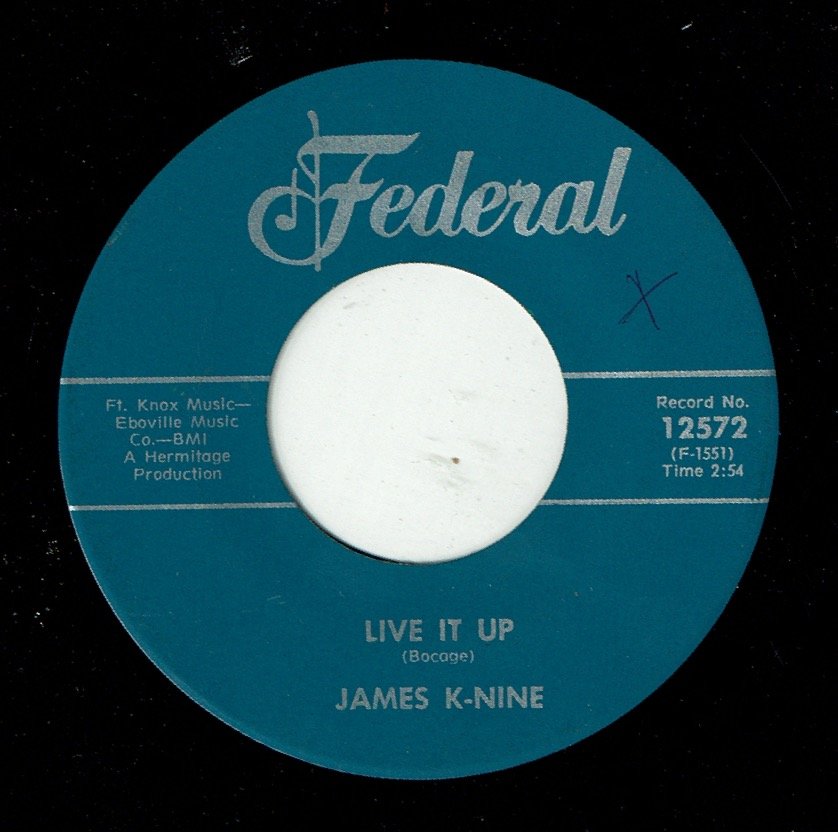 Federal
X
Ft. Knox Music—
Eboville Music
Co.—BMI
A Hermitage
Production
Record No.
12572
(F-1551)
Time 2:54
LIVE IT UP
(Bocage)
JAMES K-NINE